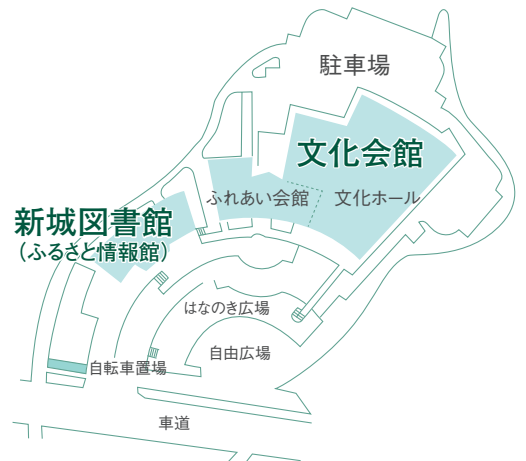 駐車場
文化会館
ふれあい会館
文化ホール
新城図書館
(ふるさと情報館)
はなのき広場
自由広場
自転車置場
車道